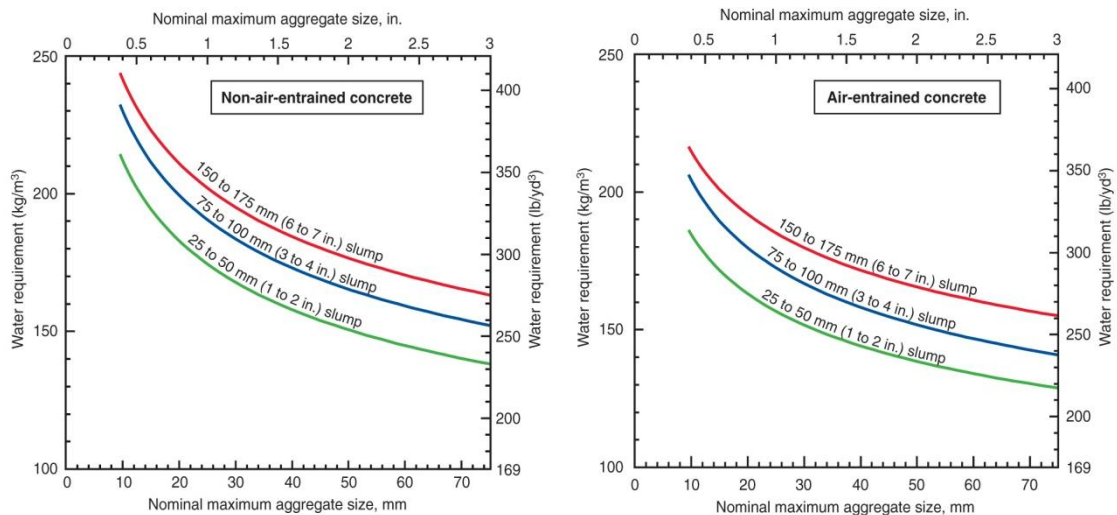 Nominal maximum aggregate size, in.
0 0.5 1 1.5 2 2.5 3
250
200
150
100
Water requirement (kg/m³)
Non-air-entrained concrete
150 to 175 mm (6 to 7 in.) slump
75 to 100 mm (3 to 4 in.) slump
25 to 50 mm (1 to 2 in.) slump
400
350
300
250
200
169
Water requirement (lb/yd³)
0 10 20 30 40 50 60 70
Nominal maximum aggregate size, mm
Nominal maximum aggregate size, in.
0 0.5 1 1.5 2 2.5 3
250
200
150
100
Water requirement (kg/m³)
Air-entrained concrete
150 to 175 mm (6 to 7 in.) slump
75 to 100 mm (3 to 4 in.) slump
25 to 50 mm (1 to 2 in.) slump
400
350
300
250
200
169
Water requirement (lb/yd³)
0 10 20 30 40 50 60 70
Nominal maximum aggregate size, mm